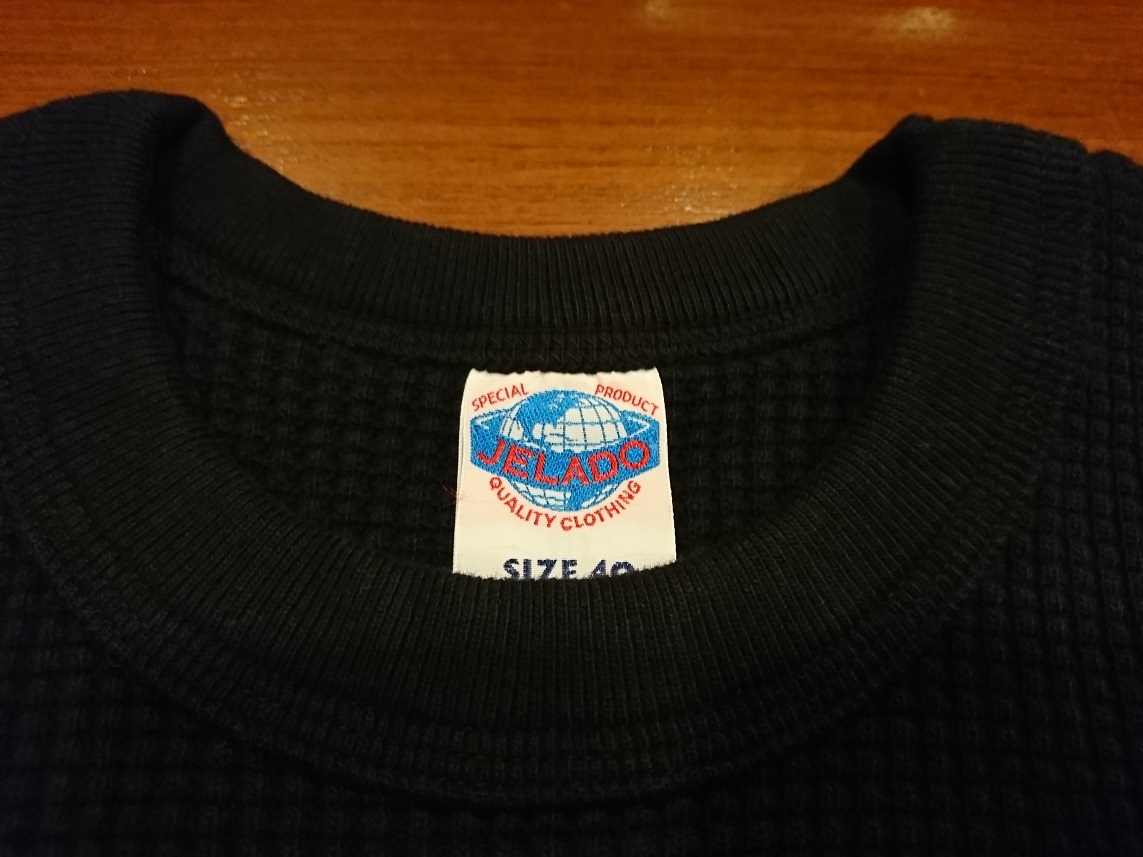 SPECIAL PRODUCT
JELADO
QUALITY CLOTHING
SIZE 40